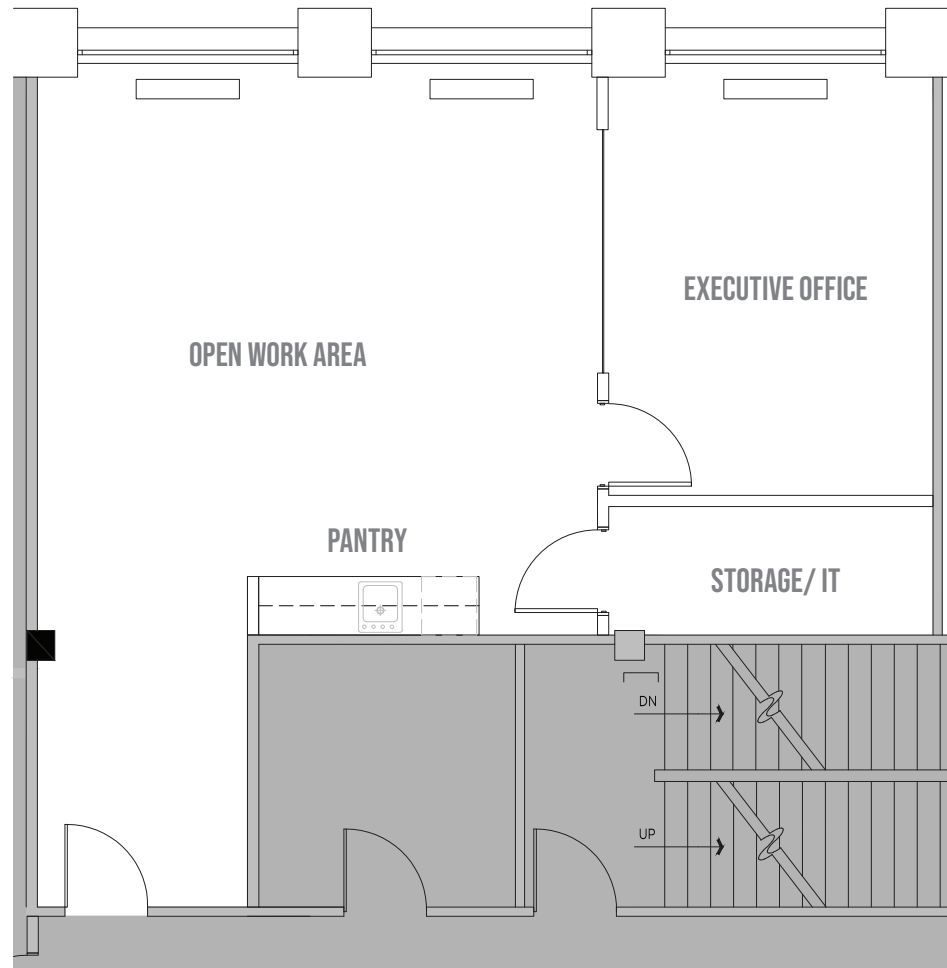 EXECUTIVE OFFICE
OPEN WORK AREA
PANTRY
STORAGE/ IT
DN
UP